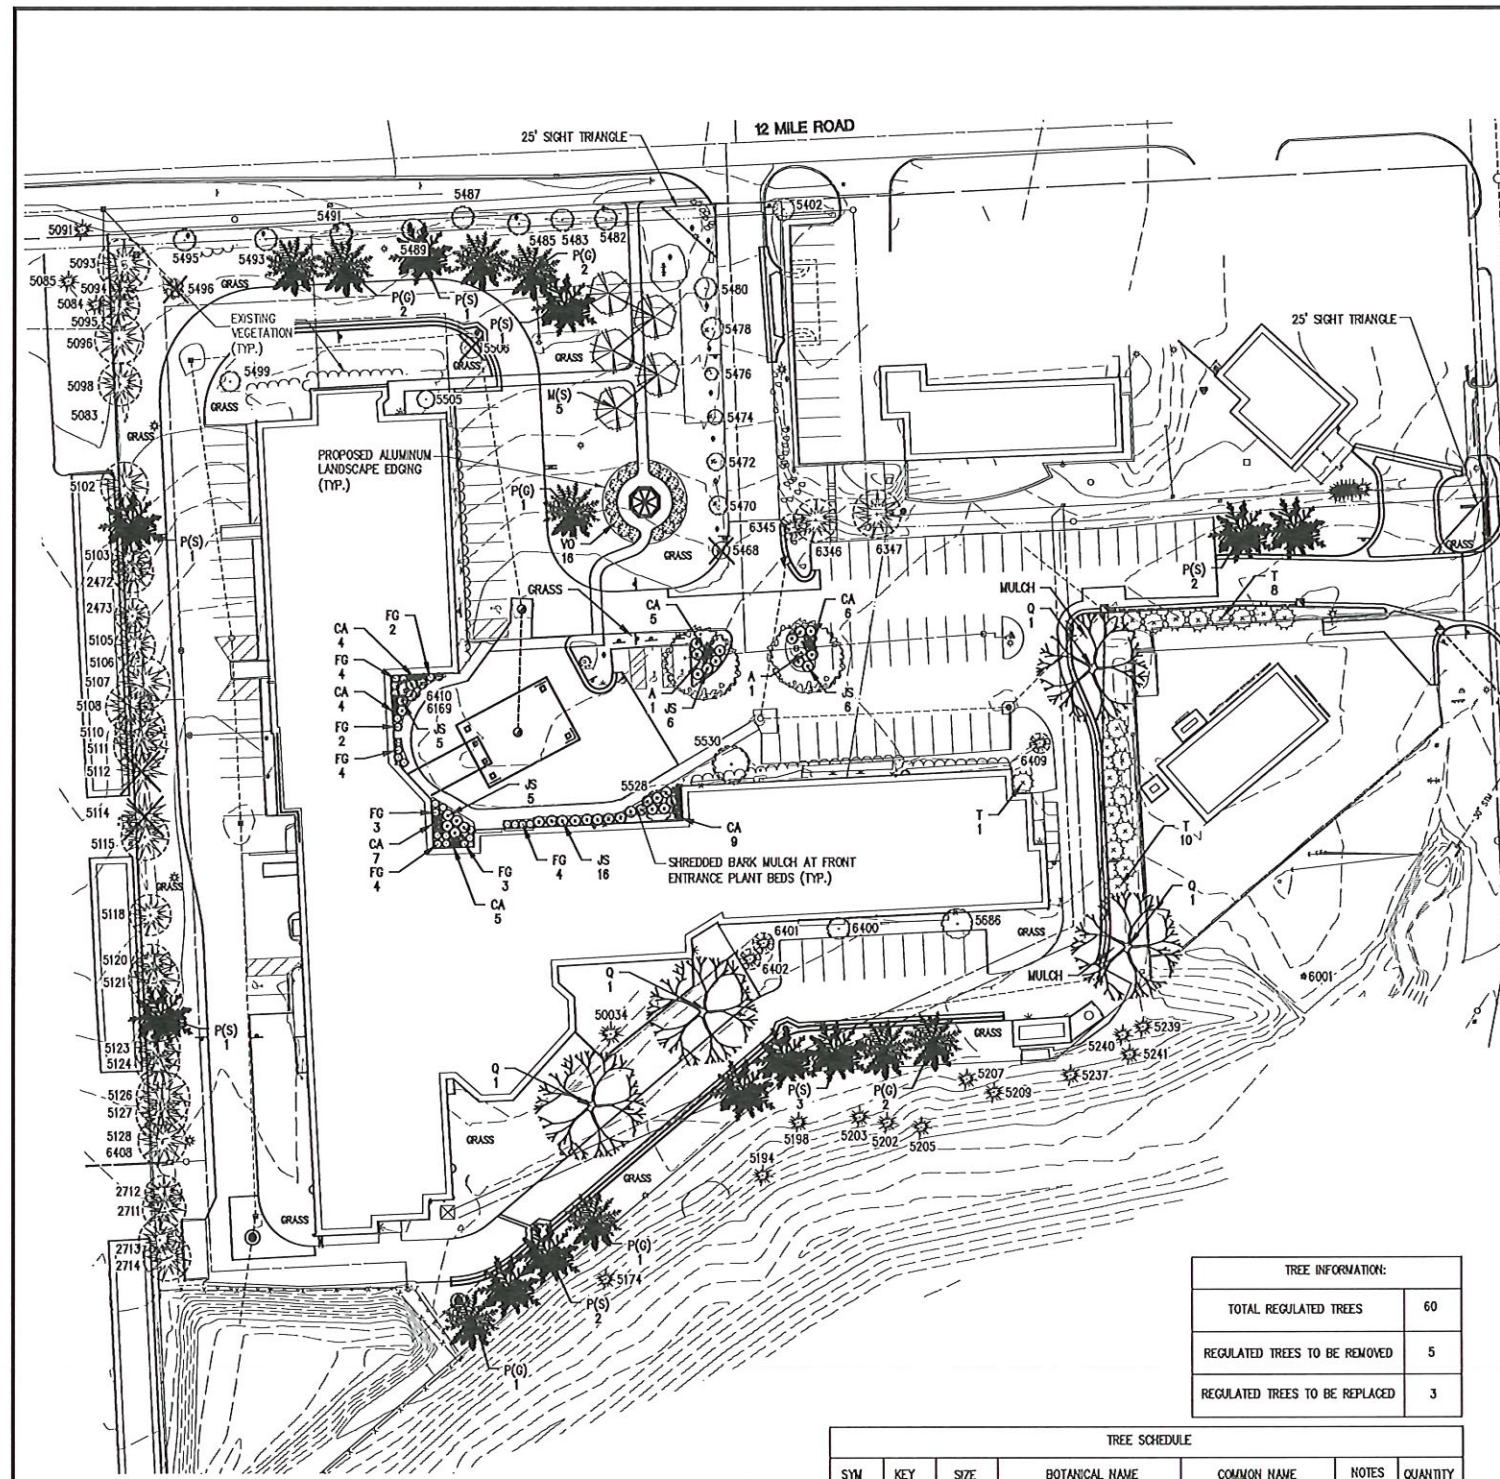 12 MILE ROAD
25' SIGHT TRIANGLE
5487
5402
5091
5491
5489
5485 5483 5482
5495
5493
5093
P(G)
2
5085
5094
5496
GRASS
5480
5084
P(G)
2
P(S)
1
5095
EXISTING
VEGETATION
(TYP.)
P(S)
1
5478
25' SIGHT TRIANGLE
5096
5506
GRASS
GRASS
5499
5476
5098
5505
M(S)
5
GRASS
5083
5474
GRASS
PROPOSED ALUMINUM
LANDSCAPE EDGING
(TYP.)
5472
5102
P(G)
1
5470
6345
P(S)
1
VO
16
GRASS
5468
6346
6347
GRASS
5103
2472
P(S)
2
T
8
MULCH
Q
1
GRASS
CA
5
CA
6
2473
FG
2
CA
4
5105
FG
4
5106
5107
CA
4
6410
6169
A
1
JS
6
A
1
JS
6
5108
JS
5
5110
FG
2
5111
5530
FG
4
6409
5112
JS
5
5528
5114
FG
3
T
1
T
10
CA
9
5115
CA
7
FG
4
JS
16
SHREDDED BARK MULCH AT FRONT
ENTRANCE PLANT BEDS (TYP.)
FG
4
FG
3
GRASS
Q
1
CA
5
5118
5686
6401
6400
GRASS
5120
6402
Q
1
MULCH
6001
5121
50034
P(S)
1
GRASS
5239
5240
5123
5241
5124
Q
1
5207
5237
P(S)
3
P(G)
2
5209
5126
5127
5198
5203
5202
5205
5128
GRASS
6408
5194
GRASS
2712
2711
GRASS
2713
P(G)
1
2714
5174
P(S)
2
P(G)
1
TREE INFORMATION:
TOTAL REGULATED TREES 60
REGULATED TREES TO BE REMOVED 5
REGULATED TREES TO BE REPLACED 3
TREE SCHEDULE
SYM KEY SIZE BOTANICAL NAME COMMON NAME NOTES QUANTITY